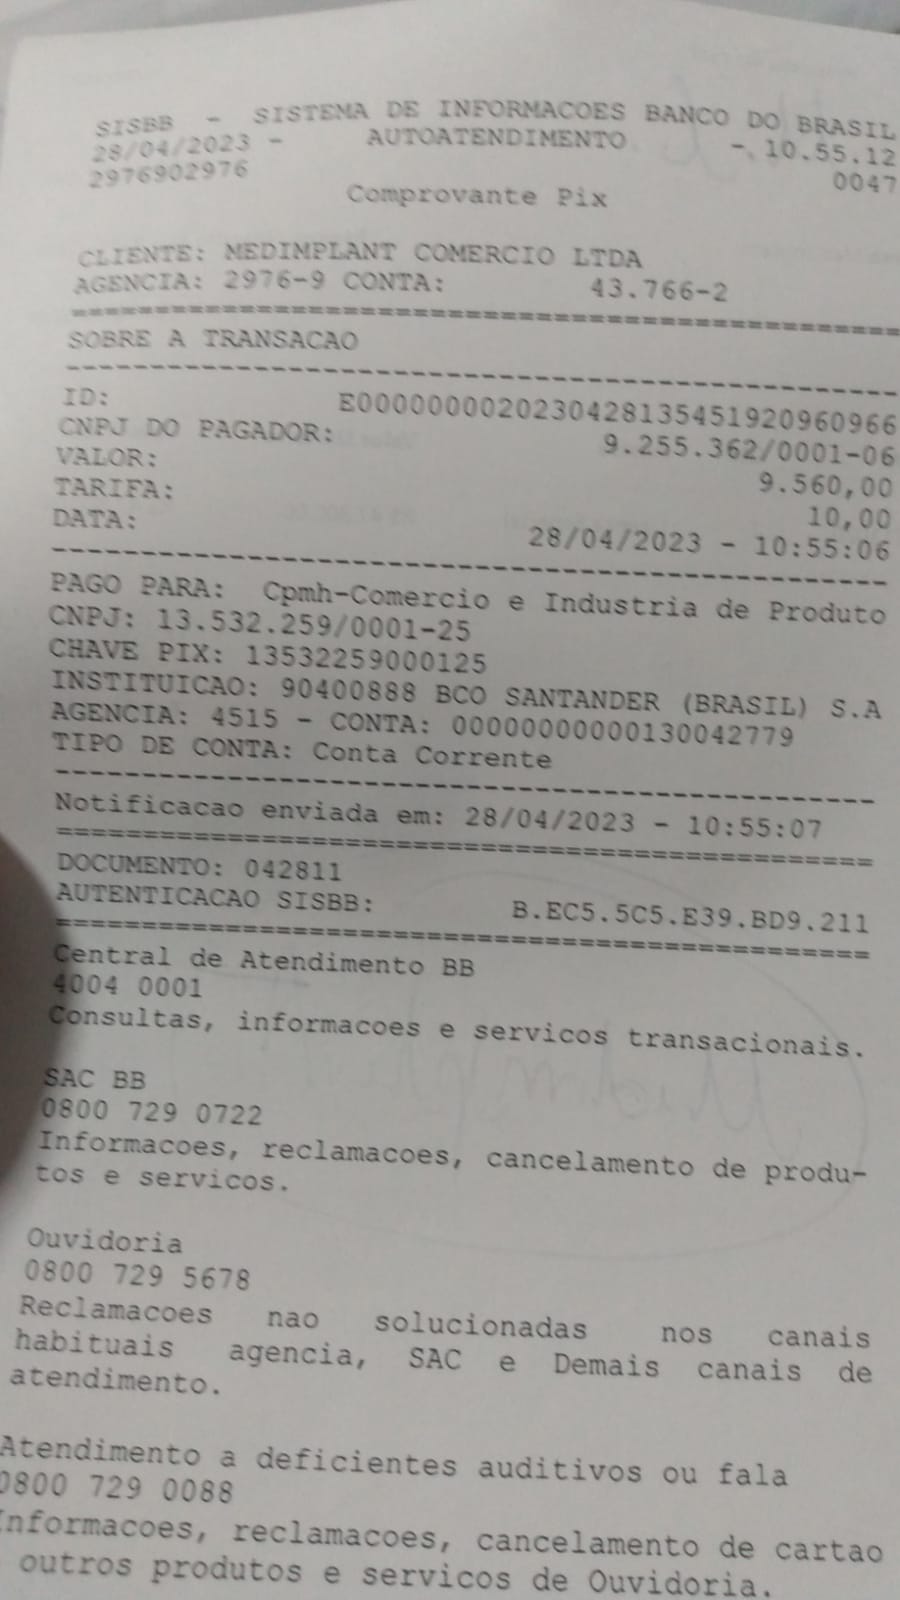 SISBB - SISTEMA DE INFORMACOES BANCO DO BRASIL
28/04/2023 - AUTOATENDIMENTO - 10.55.12
2976902976 0047
Comprovante Pix
CLIENTE: MEDIMPLANT COMERCIO LTDA
AGENCIA: 2976-9 CONTA: 43.766-2
================================================
SOBRE A TRANSACAO
------------------------------------------------
ID: E00000000202304281354519209609​66
CNPJ DO PAGADOR: 9.255.362/0001-06
VALOR: 9.560,00
TARIFA: 10,00
DATA: 28/04/2023 - 10:55:06
------------------------------------------------
PAGO PARA: Cpmh-Comercio e Industria de Produto
CNPJ: 13.532.259/0001-25
CHAVE PIX: 13532259000125
INSTITUICAO: 90400888 BCO SANTANDER (BRASIL) S.A
AGENCIA: 4515 - CONTA: 00000000000130042779
TIPO DE CONTA: Conta Corrente
------------------------------------------------
Notificacao enviada em: 28/04/2023 - 10:55:07
================================================
DOCUMENTO: 042811
AUTENTICACAO SISBB: B.EC5.5C5.E39.BD9.211
================================================
Central de Atendimento BB
4004 0001
Consultas, informacoes e servicos transacionais.
SAC BB
0800 729 0722
Informacoes, reclamacoes, cancelamento de produ-
tos e servicos.
Ouvidoria
0800 729 5678
Reclamacoes nao solucionadas nos canais
habituais agencia, SAC e Demais canais de
atendimento.
Atendimento a deficientes auditivos ou fala
0800 729 0088
Informacoes, reclamacoes, cancelamento de cartao
outros produtos e servicos de Ouvidoria.